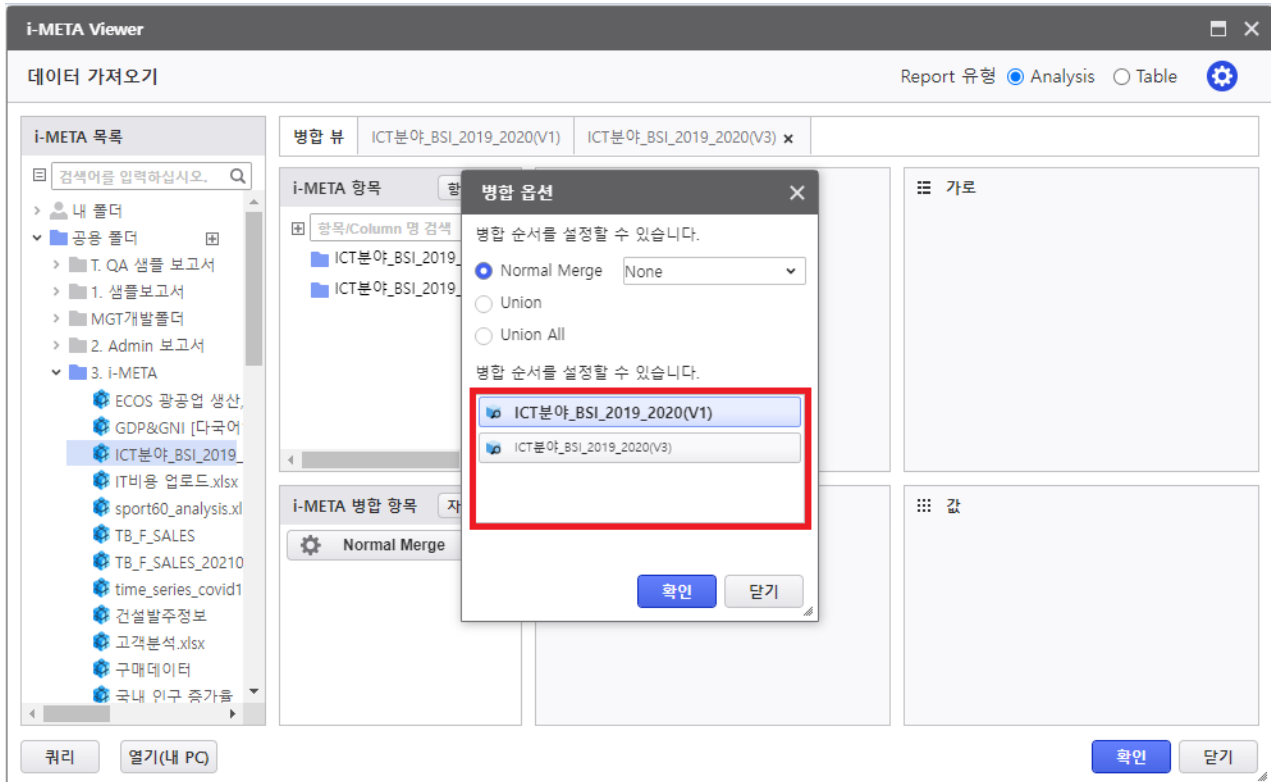 i-META Viewer
데이터 가져오기
Report 유형 Analysis Table
i-META 목록
검색어를 입력하십시오.
내 폴더
공용 폴더
T. QA 샘플 보고서
1. 샘플보고서
MGT개발폴더
2. Admin 보고서
3. i-META
ECOS 광공업 생산,
GDP&GNI [다국어
ICT분야_BSI_2019_
IT비용 업로드.xlsx
sport60_analysis.xl
TB_F_SALES
TB_F_SALES_20210
time_series_covid1
건설발주정보
고객분석.xlsx
구매데이터
국내 인구 증가율
병합 뷰
ICT분야_BSI_2019_2020(V1)
ICT분야_BSI_2019_2020(V3)
i-META 항목
항
항목/Column 명 검색
ICT분야_BSI_2019_
ICT분야_BSI_2019_
i-META 병합 항목
자
Normal Merge
병합 옵션
병합 순서를 설정할 수 있습니다.
Normal Merge None
Union
Union All
병합 순서를 설정할 수 있습니다.
ICT분야_BSI_2019_2020(V1)
ICT분야_BSI_2019_2020(V3)
확인
닫기
가로
값
쿼리
열기(내 PC)
확인
닫기